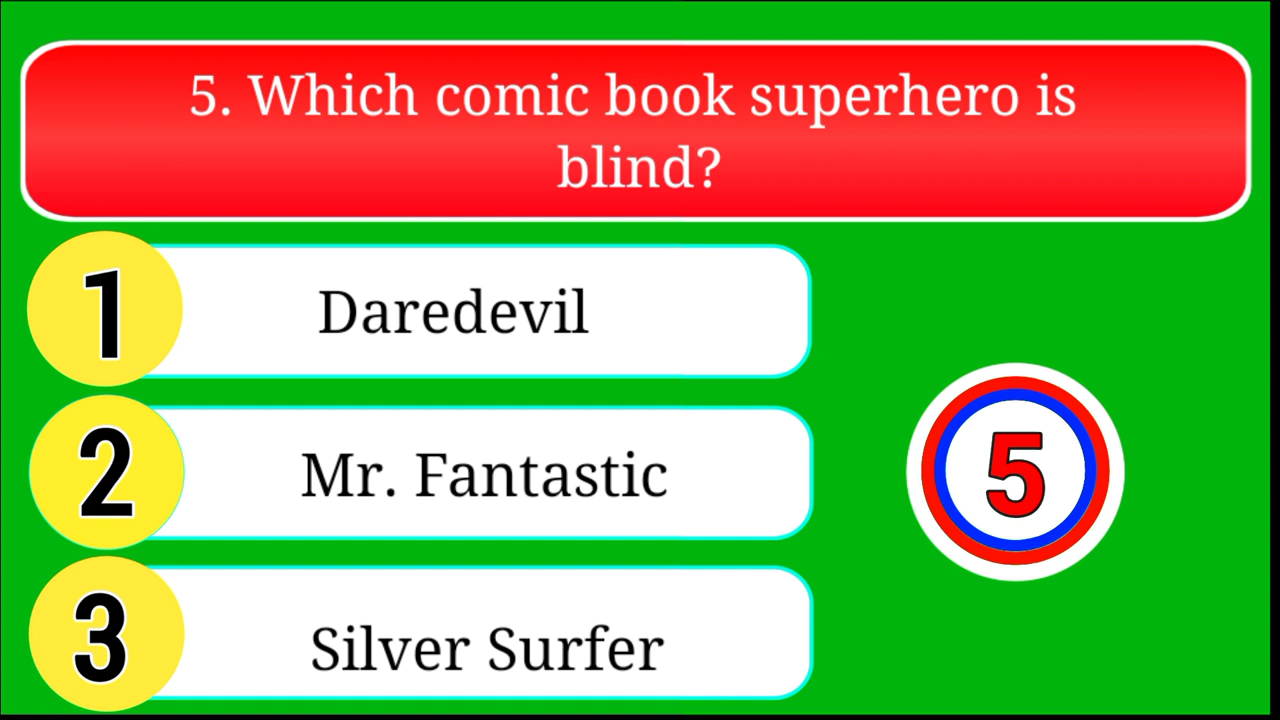 5. Which comic book superhero is
blind?
1 Daredevil
2 Mr. Fantastic
5
3 Silver Surfer